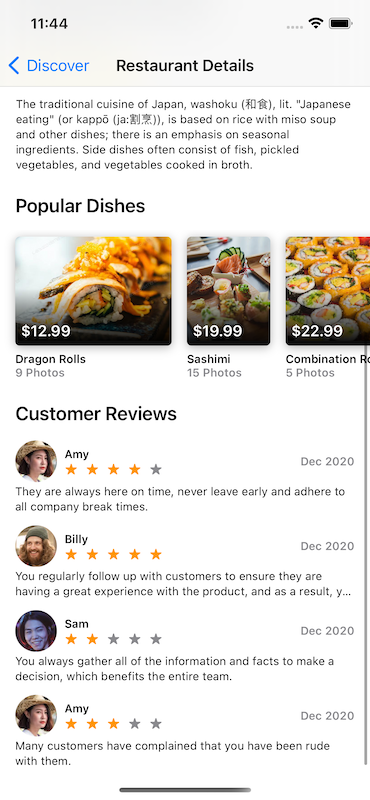 11:44
Discover
Restaurant Details
The traditional cuisine of Japan, washoku (和食), lit. "Japanese
eating" (or kappō (ja:割烹)), is based on rice with miso soup
and other dishes; there is an emphasis on seasonal
ingredients. Side dishes often consist of fish, pickled
vegetables, and vegetables cooked in broth.
Popular Dishes
$12.99
$19.99
$22.99
Dragon Rolls
Sashimi
Combination Ro
9 Photos
15 Photos
5 Photos
Customer Reviews
Amy
Dec 2020
They are always here on time, never leave early and adhere to
all company break times.
Billy
Dec 2020
You regularly follow up with customers to ensure they are
having a great experience with the product, and as a result, y...
Sam
Dec 2020
You always gather all of the information and facts to make a
decision, which benefits the entire team.
Amy
Dec 2020
Many customers have complained that you have been rude
with them.